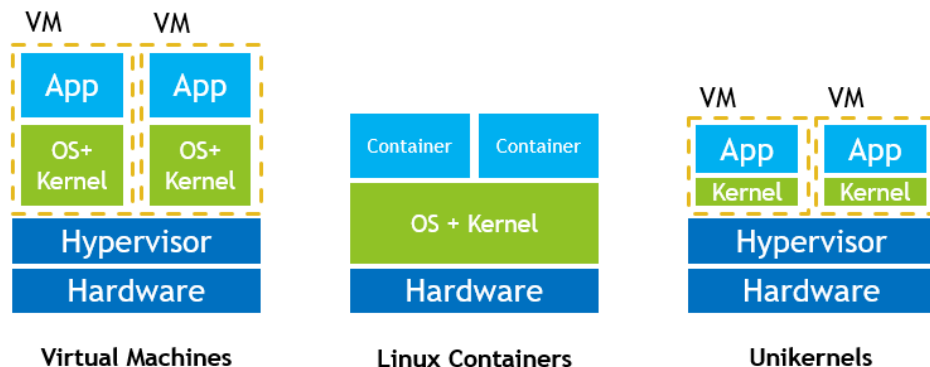 VM
VM
App
App
OS+
Kernel
OS+
Kernel
Hypervisor
Hardware
Virtual Machines
Container
Container
OS + Kernel
Hardware
Linux Containers
VM
VM
App
App
Kernel
Kernel
Hypervisor
Hardware
Unikernels